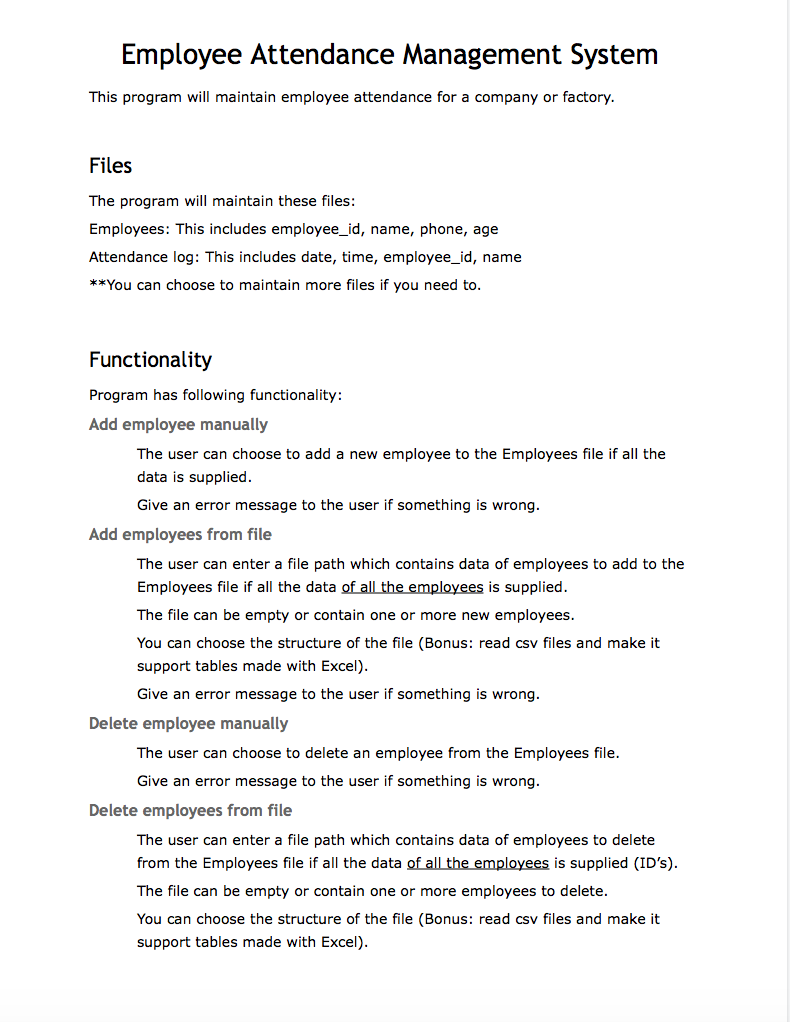 Employee Attendance Management System
This program will maintain employee attendance for a company or factory.
Files
The program will maintain these files:
Employees: This includes employee_id, name, phone, age
Attendance log: This includes date, time, employee_id, name
**You can choose to maintain more files if you need to.
Functionality
Program has following functionality:
Add employee manually
The user can choose to add a new employee to the Employees file if all the
data is supplied.
Give an error message to the user if something is wrong.
Add employees from file
The user can enter a file path which contains data of employees to add to the
Employees file if all the data of all the employees is supplied.
The file can be empty or contain one or more new employees.
You can choose the structure of the file (Bonus: read csv files and make it
support tables made with Excel).
Give an error message to the user if something is wrong.
Delete employee manually
The user can choose to delete an employee from the Employees file.
Give an error message to the user if something is wrong.
Delete employees from file
The user can enter a file path which contains data of employees to delete
from the Employees file if all the data of all the employees is supplied (ID’s).
The file can be empty or contain one or more employees to delete.
You can choose the structure of the file (Bonus: read csv files and make it
support tables made with Excel).